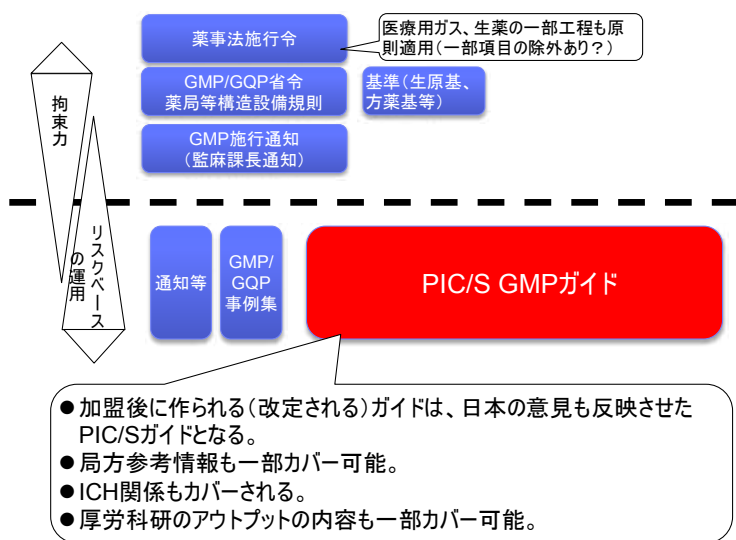 薬事法施行令
医療用ガス、生薬の一部工程も原
則適用(一部項目の除外あり?)
GMP/GQP省令
薬局等構造設備規則
基準(生原基、
方薬基等)
GMP施行通知
(監麻課長通知)
拘束力
リスクベース
の運用
通知等
GMP/
GQP
事例集
PIC/S GMPガイド
●加盟後に作られる(改定される)ガイドは、日本の意見も反映させた
PIC/Sガイドとなる。
●局方参考情報も一部カバー可能。
●ICH関係もカバーされる。
●厚労科研のアウトプットの内容も一部カバー可能。